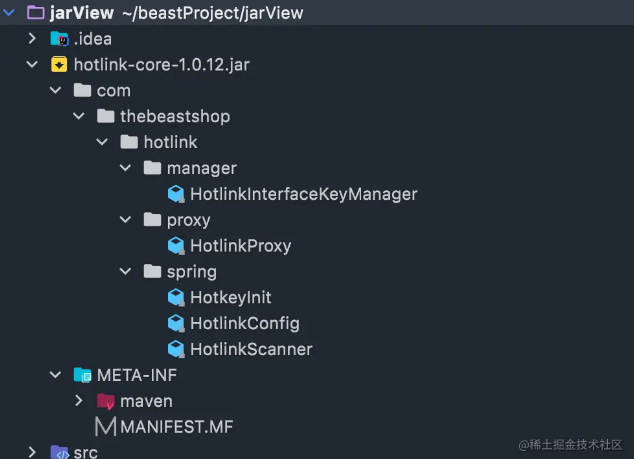 jarView ~/beastProject/jarView
.idea
hotlink-core-1.0.12.jar
com
thebeastshop
hotlink
manager
HotlinkInterfaceKeyManager
proxy
HotlinkProxy
spring
HotkeyInit
HotlinkConfig
HotlinkScanner
META-INF
maven
MANIFEST.MF
src
@稀土掘金技术社区